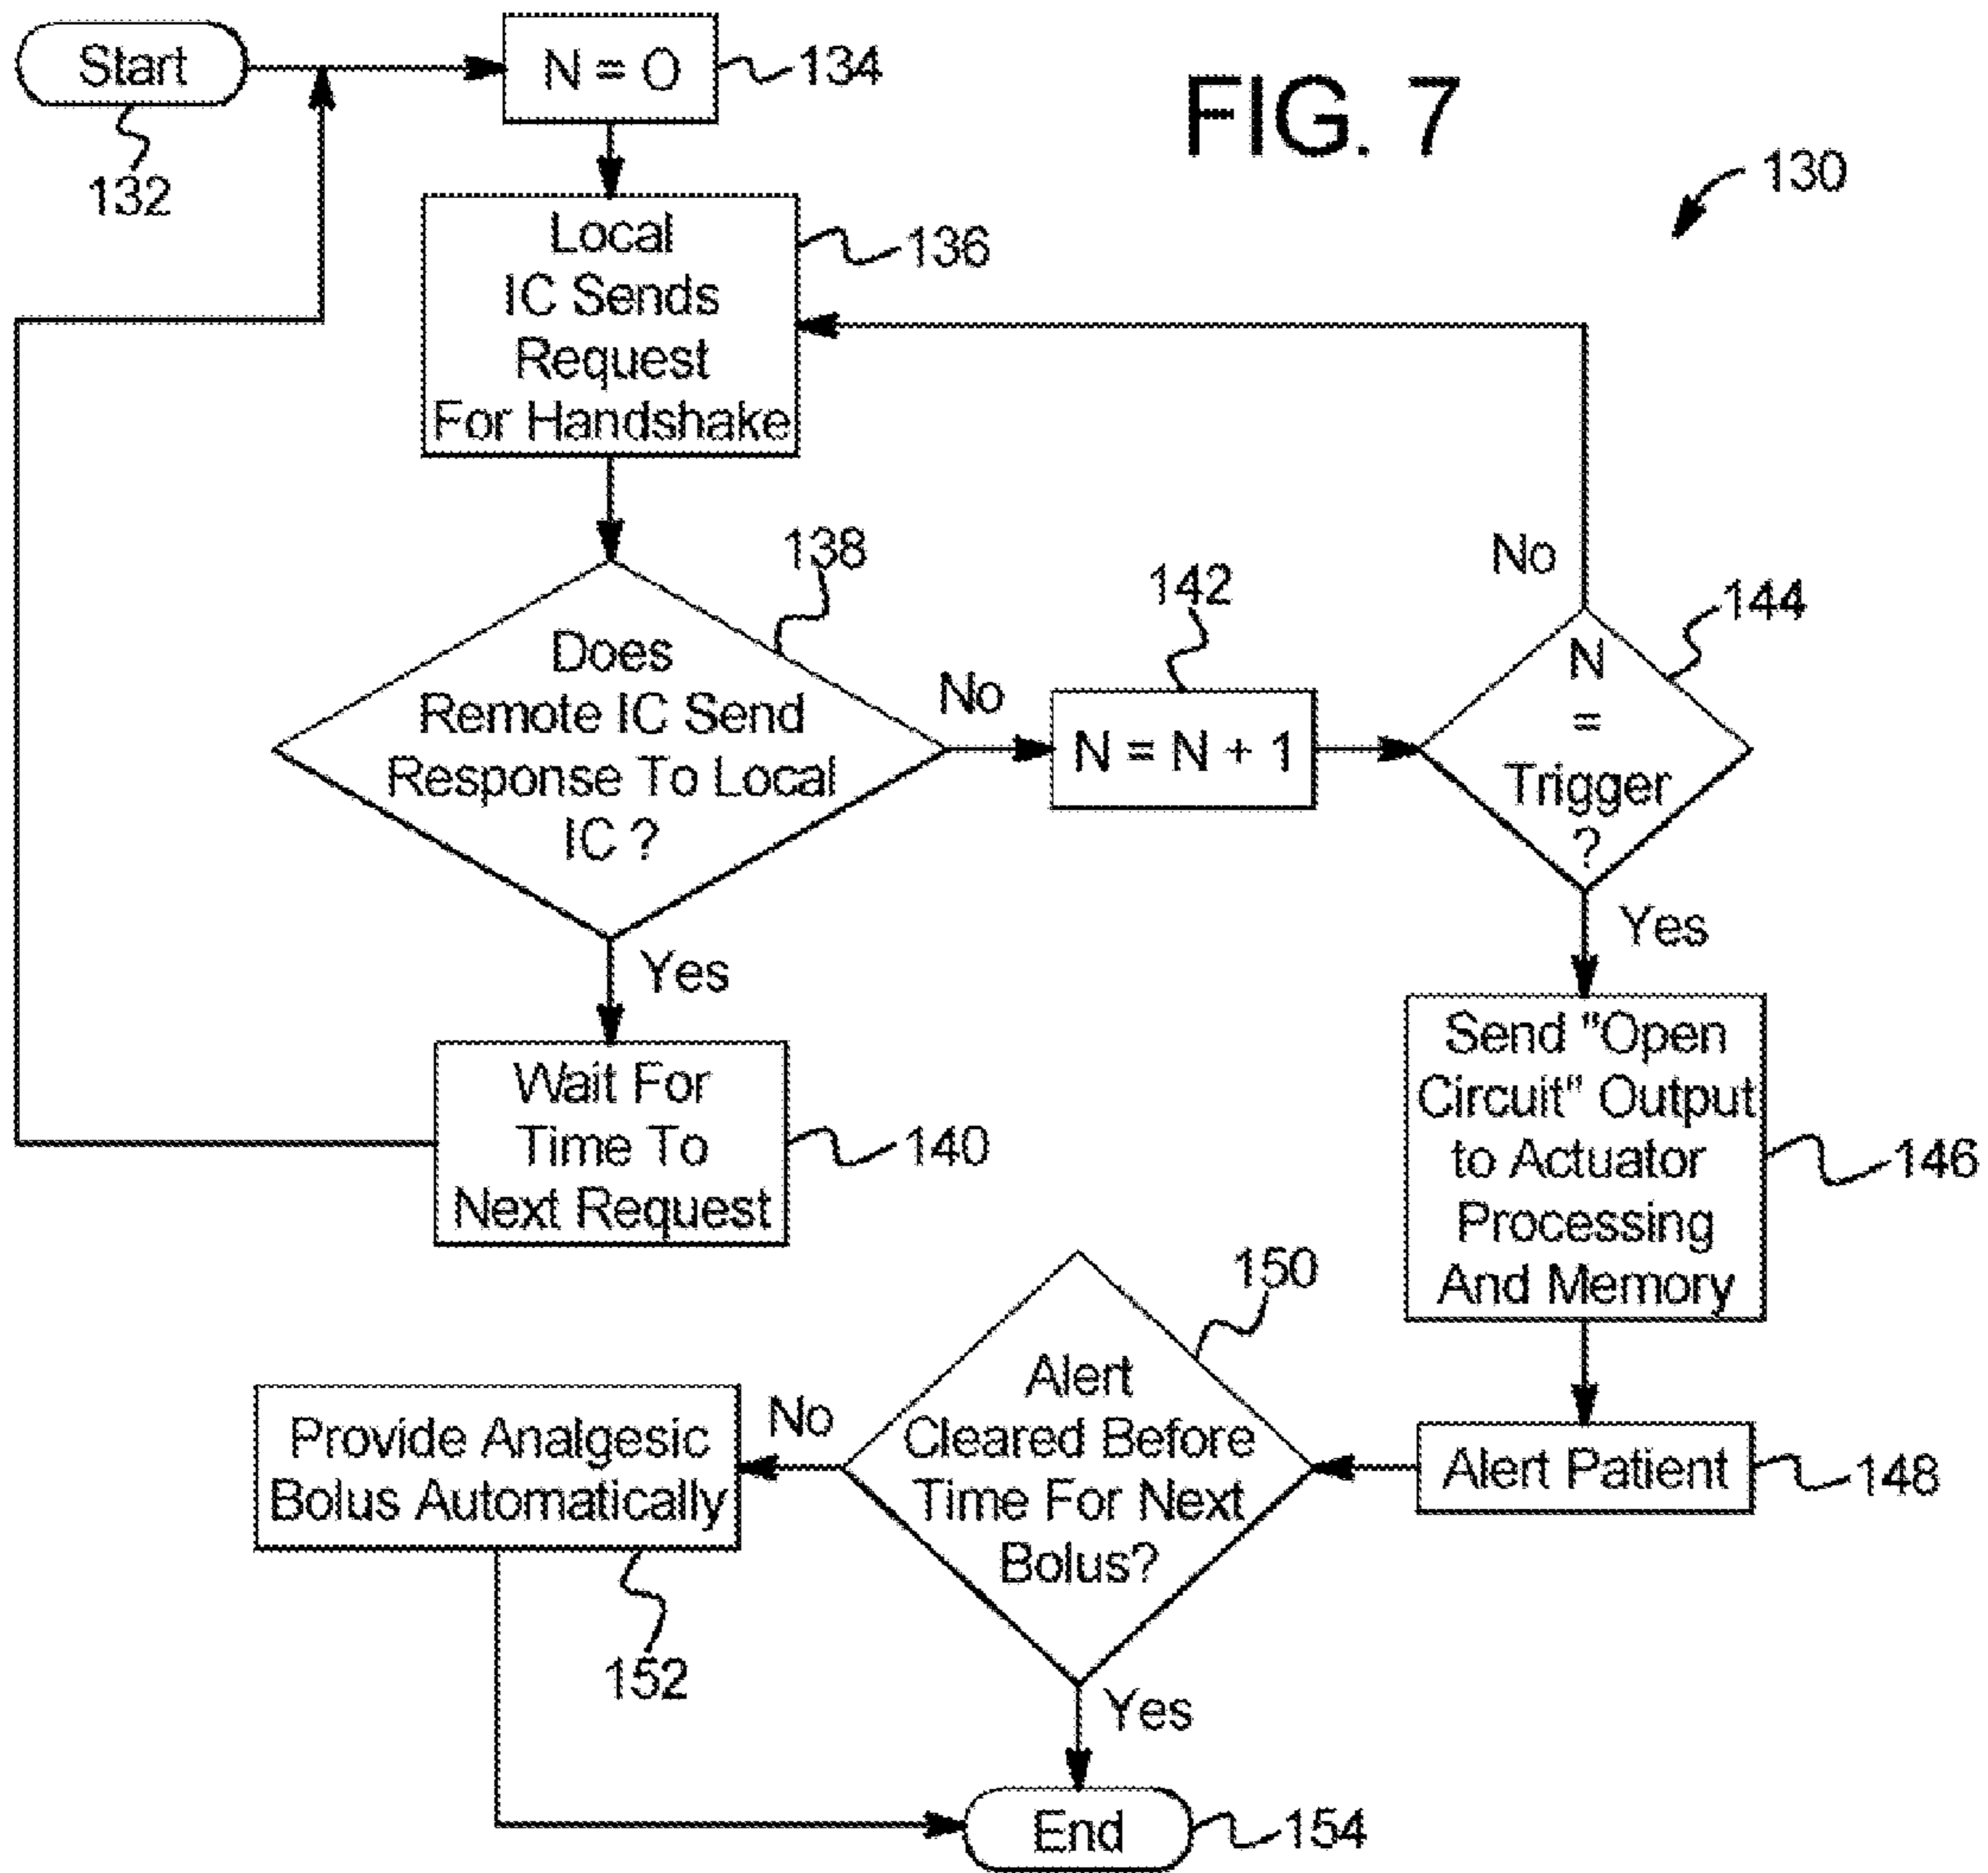 Start
132
N = O
134
FIG. 7
130
Local
IC Sends
Request
For Handshake
136
Does
Remote IC Send
Response To Local
IC ?
138
No
Yes
N = N + 1
142
N
=
Trigger
?
144
No
Yes
Wait For
Time To
Next Request
140
Send "Open
Circuit" Output
to Actuator
Processing
And Memory
146
Alert Patient
148
Alert
Cleared Before
Time For Next
Bolus?
150
No
Yes
Provide Analgesic
Bolus Automatically
152
End
154